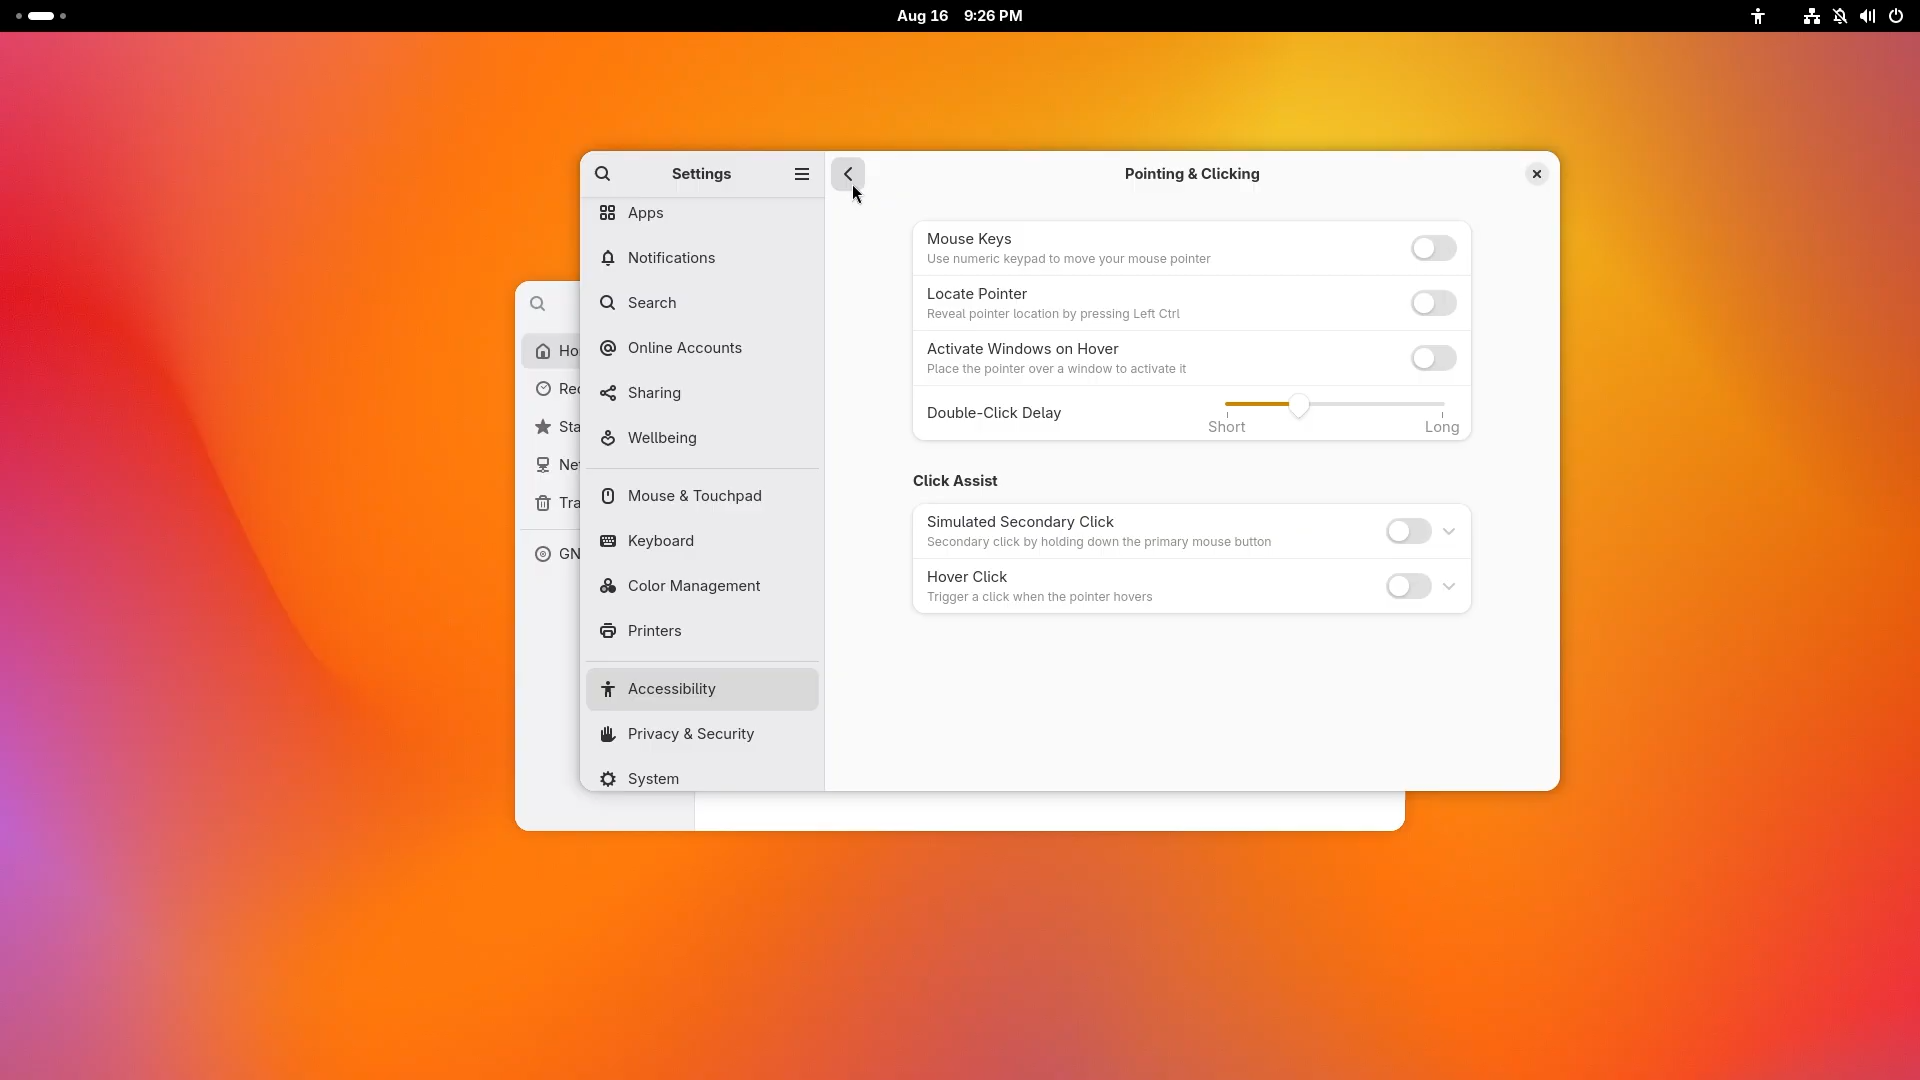 Aug 16 9:26 PM
Settings
Pointing & Clicking
Apps
Notifications
Search
Online Accounts
Sharing
Wellbeing
Mouse & Touchpad
Keyboard
Color Management
Printers
Accessibility
Privacy & Security
System
Mouse Keys
Use numeric keypad to move your mouse pointer
Locate Pointer
Reveal pointer location by pressing Left Ctrl
Activate Windows on Hover
Place the pointer over a window to activate it
Double-Click Delay
Short
Long
Click Assist
Simulated Secondary Click
Secondary click by holding down the primary mouse button
Hover Click
Trigger a click when the pointer hovers
Ho
Rec
Sta
Net
Tra
GN